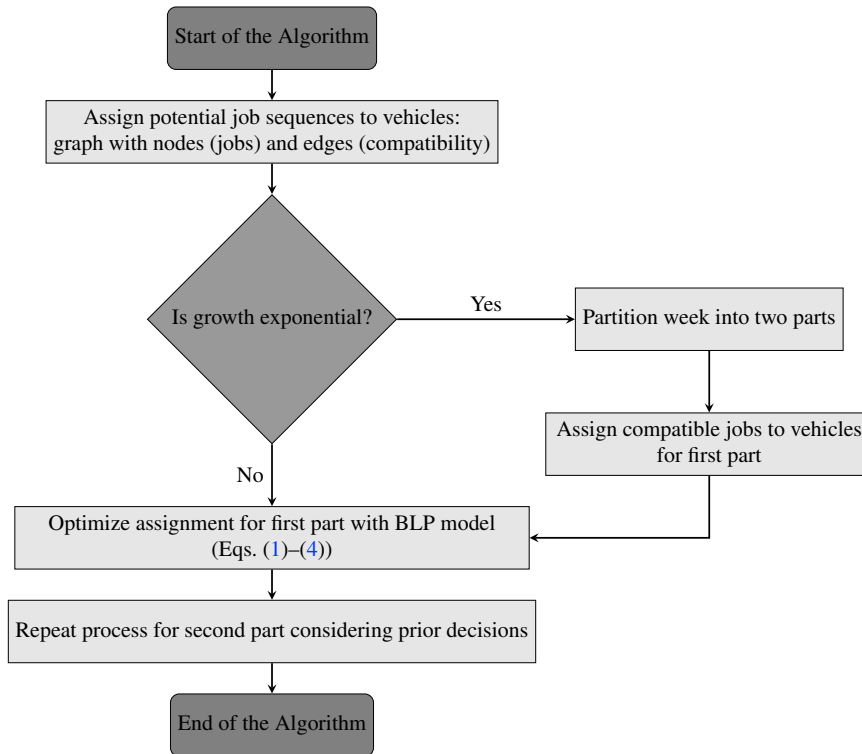 Start of the Algorithm
Assign potential job sequences to vehicles:
graph with nodes (jobs) and edges (compatibility)
Is growth exponential?
Yes
Partition week into two parts
Assign compatible jobs to vehicles
for first part
No
Optimize assignment for first part with BLP model
(Eqs. (1)–(4))
Repeat process for second part considering prior decisions
End of the Algorithm